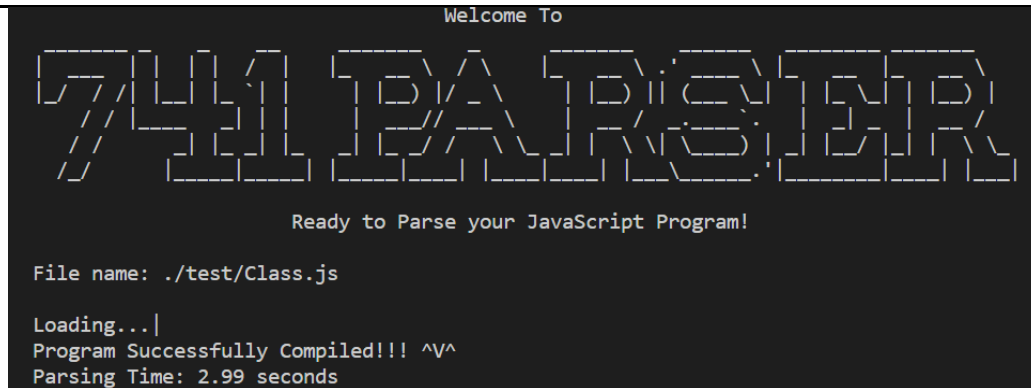 Welcome To
741 PARSER
Ready to Parse your JavaScript Program!
File name: ./test/Class.js
Loading...|
Program Successfully Compiled!!! ^V^
Parsing Time: 2.99 seconds